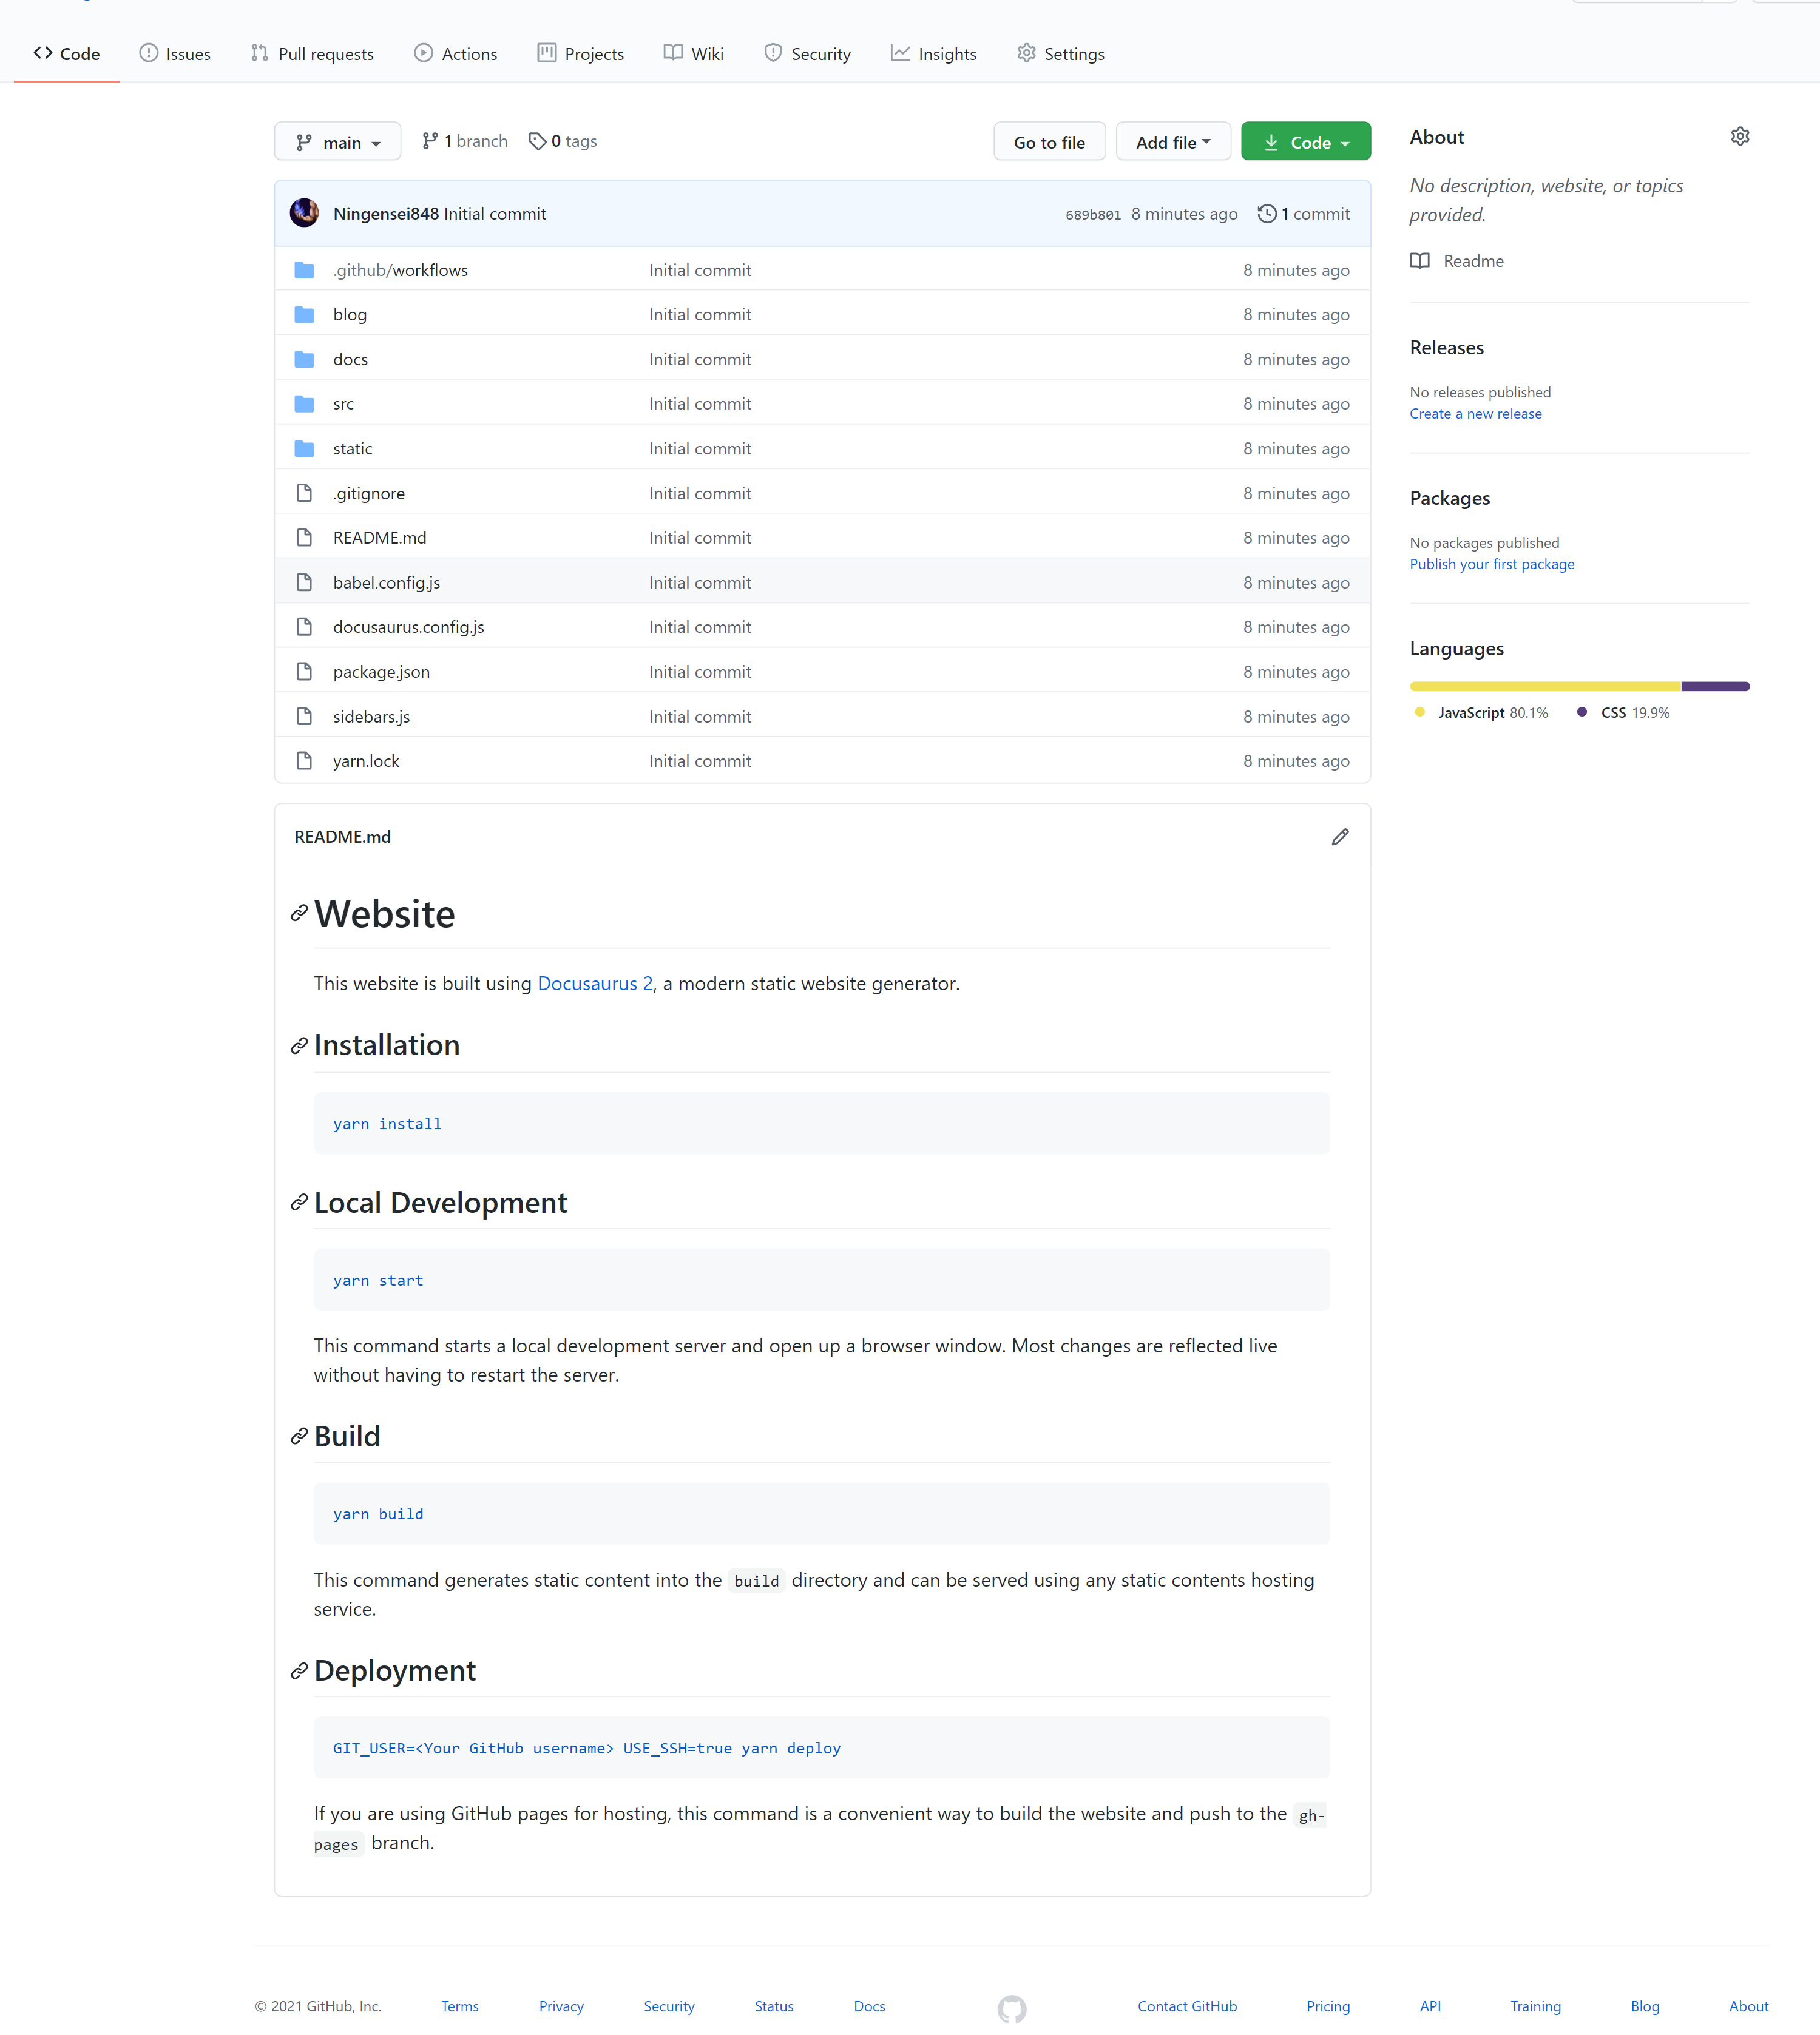 Code Issues Pull requests Actions Projects Wiki Security Insights Settings
main 1 branch 0 tags Go to file Add file Code
Ningensei848 Initial commit 689b801 8 minutes ago 1 commit
.github/workflows Initial commit 8 minutes ago
blog Initial commit 8 minutes ago
docs Initial commit 8 minutes ago
src Initial commit 8 minutes ago
static Initial commit 8 minutes ago
.gitignore Initial commit 8 minutes ago
README.md Initial commit 8 minutes ago
babel.config.js Initial commit 8 minutes ago
docusaurus.config.js Initial commit 8 minutes ago
package.json Initial commit 8 minutes ago
sidebars.js Initial commit 8 minutes ago
yarn.lock Initial commit 8 minutes ago
About
No description, website, or topics
provided.
Readme
Releases
No releases published
Create a new release
Packages
No packages published
Publish your first package
Languages
JavaScript 80.1% CSS 19.9%
README.md
Website
This website is built using Docusaurus 2, a modern static website generator.
Installation
yarn install
Local Development
yarn start
This command starts a local development server and open up a browser window. Most changes are reflected live
without having to restart the server.
Build
yarn build
This command generates static content into the build directory and can be served using any static contents hosting
service.
Deployment
GIT_USER=<Your GitHub username> USE_SSH=true yarn deploy
If you are using GitHub pages for hosting, this command is a convenient way to build the website and push to the gh-
pages branch.
© 2021 GitHub, Inc. Terms Privacy Security Status Docs Contact GitHub Pricing API Training Blog About